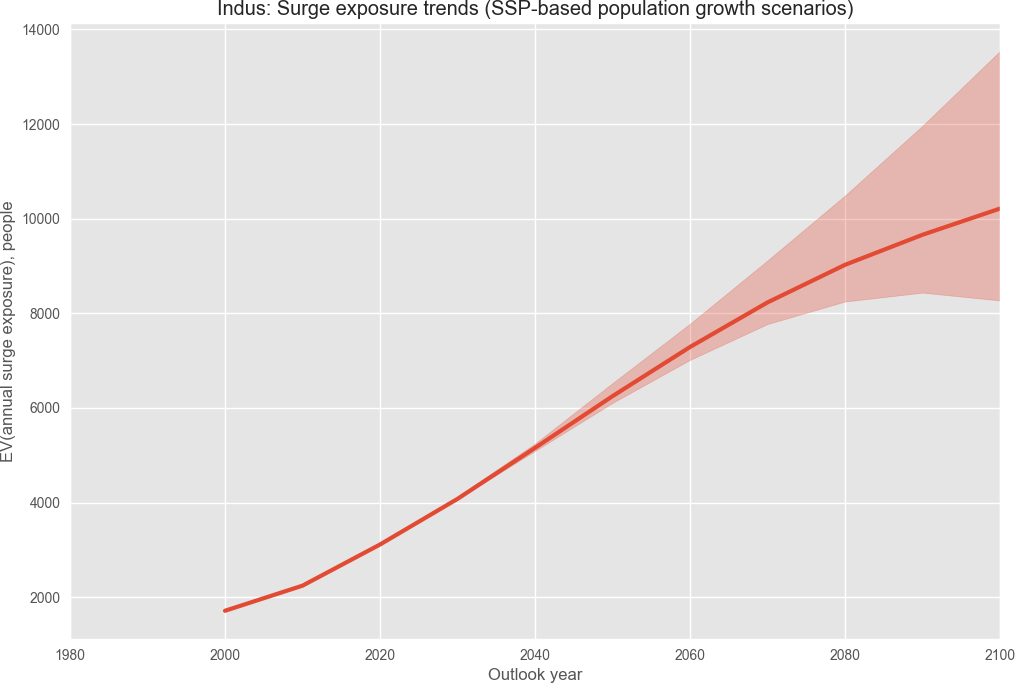 Indus: Surge exposure trends (SSP-based population growth scenarios)
EV(annual surge exposure), people
14000
12000
10000
8000
6000
4000
2000
1980 2000 2020 2040 2060 2080 2100
Outlook year